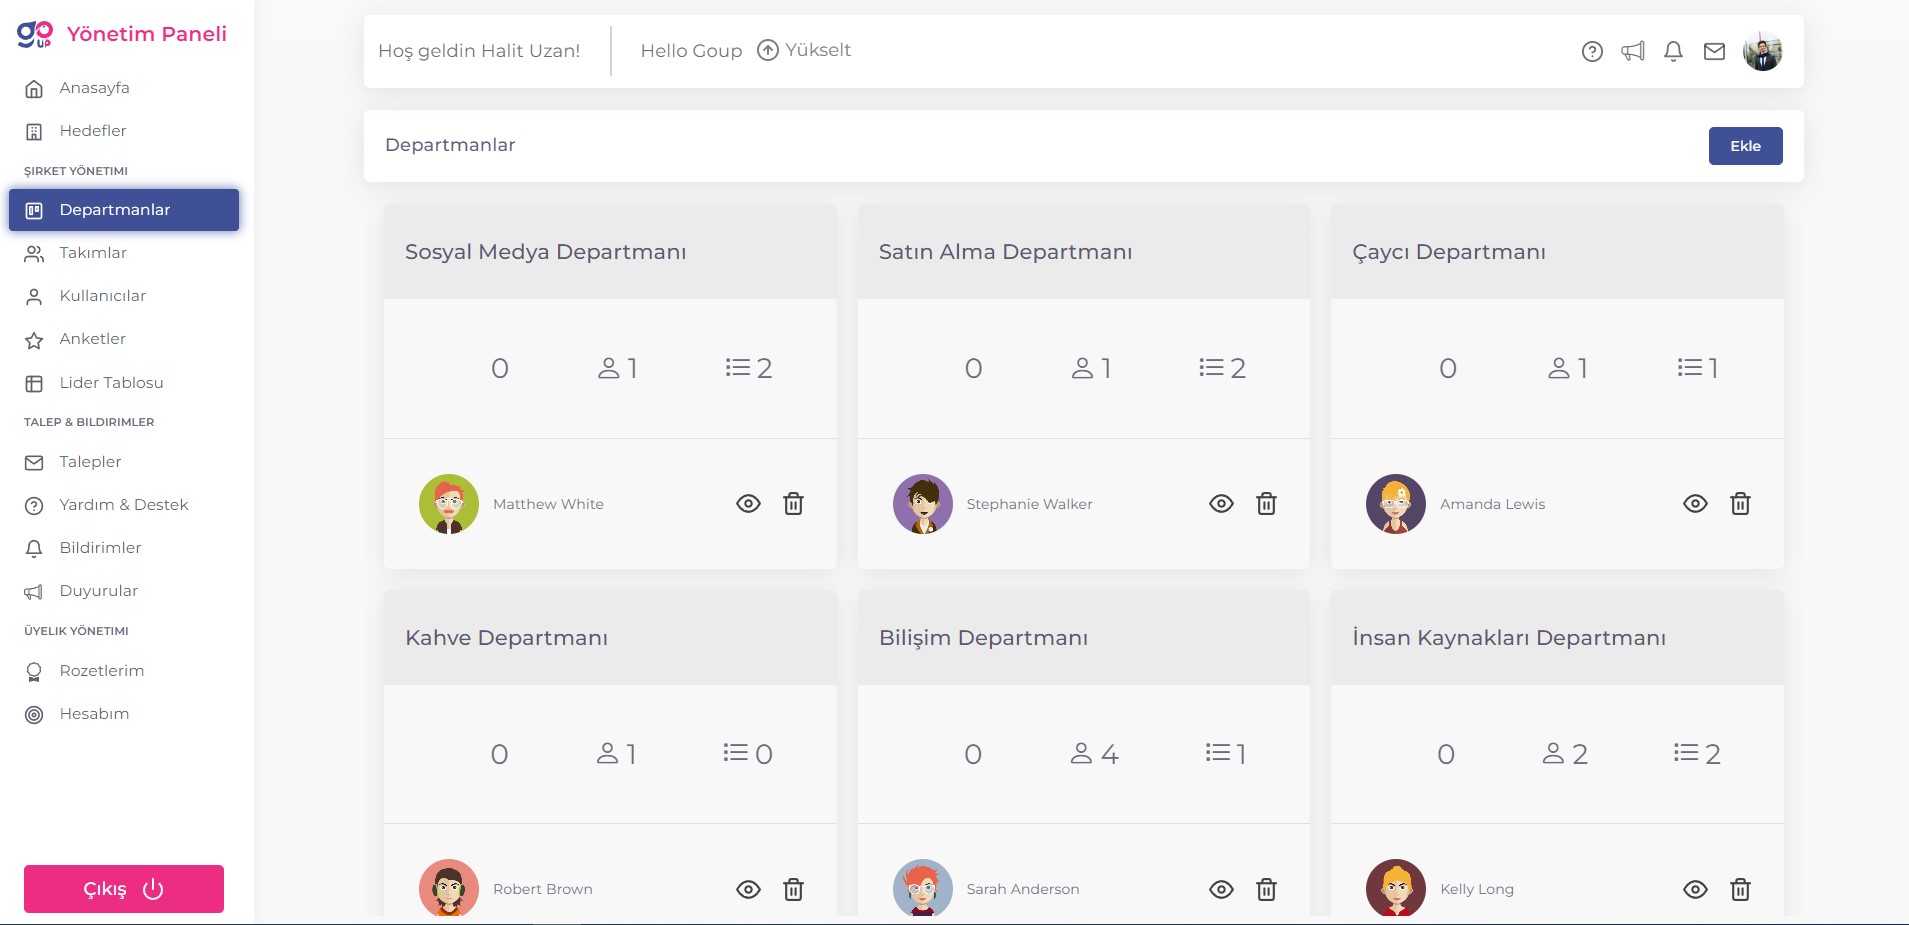 go UP Yönetim Paneli
Anasayfa
Hedefler
ŞIRKET YÖNETIMI
Departmanlar
Takımlar
Kullanıcılar
Anketler
Lider Tablosu
TALEP & BILDIRIMLER
Talepler
Yardım & Destek
Bildirimler
Duyurular
ÜYELIK YÖNETIMI
Rozetlerim
Hesabım
Çıkış
Hoş geldin Halit Uzan! Hello Goup Yükselt
Departmanlar Ekle
Sosyal Medya Departmanı
0 1 2
Matthew White
Satın Alma Departmanı
0 1 2
Stephanie Walker
Çaycı Departmanı
0 1 1
Amanda Lewis
Kahve Departmanı
0 1 0
Robert Brown
Bilişim Departmanı
0 4 1
Sarah Anderson
İnsan Kaynakları Departmanı
0 2 2
Kelly Long